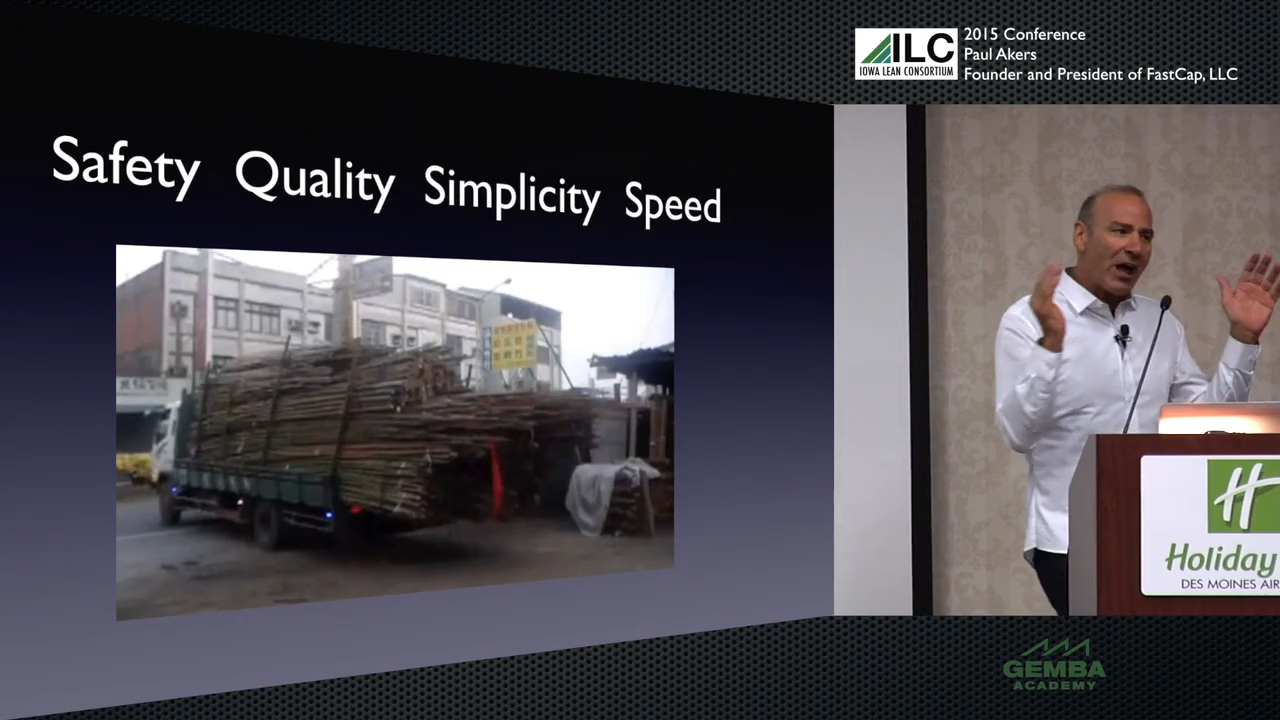 ILC
IOWA LEAN CONSORTIUM
2015 Conference
Paul Akers
Founder and President of FastCap, LLC
Safety Quality Simplicity Speed
H
Holiday
DES MOINES AIR
GEMBA
ACADEMY